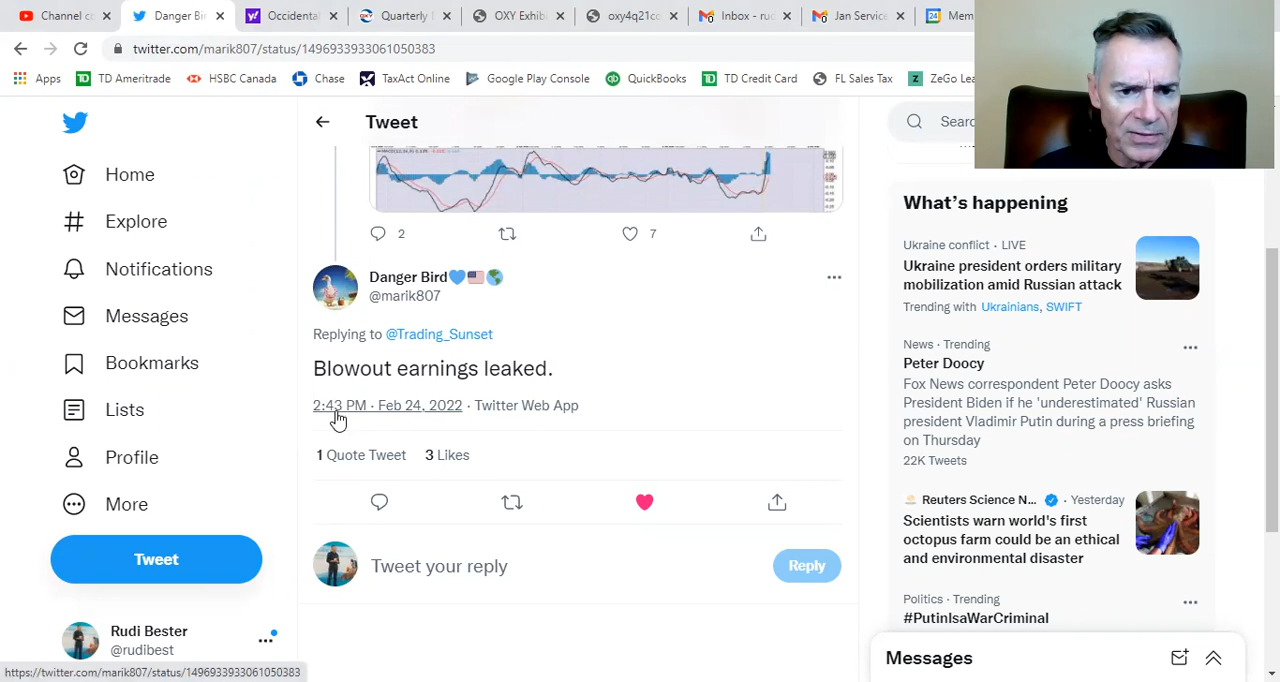 Channel co
Danger Bi
Occidental
Quarterly
OXY Exhib
oxy4q21co
Inbox - ru
Jan Service
Mem
twitter.com/marik807/status/1496933933061050383
Apps
TD Ameritrade
HSBC Canada
Chase
TaxAct Online
Google Play Console
QuickBooks
TD Credit Card
FL Sales Tax
ZeGo Lea
Home
Explore
Notifications
Messages
Bookmarks
Lists
Profile
More
Tweet
Rudi Bester
@rudibest
https://twitter.com/marik807/status/1496933933061050383
Tweet
2
7
Danger Bird
@marik807
Replying to @Trading_Sunset
Blowout earnings leaked.
2:43 PM · Feb 24, 2022 · Twitter Web App
1 Quote Tweet 3 Likes
Tweet your reply
Reply
Searc
What's happening
Ukraine conflict · LIVE
Ukraine president orders military
mobilization amid Russian attack
Trending with Ukrainians, SWIFT
News · Trending
Peter Doocy
Fox News correspondent Peter Doocy asks
President Biden if he 'underestimated' Russian
president Vladimir Putin during a press briefing
on Thursday
22K Tweets
Reuters Science N... · Yesterday
Scientists warn world's first
octopus farm could be an ethical
and environmental disaster
Politics · Trending
#PutinIsaWarCriminal
Messages